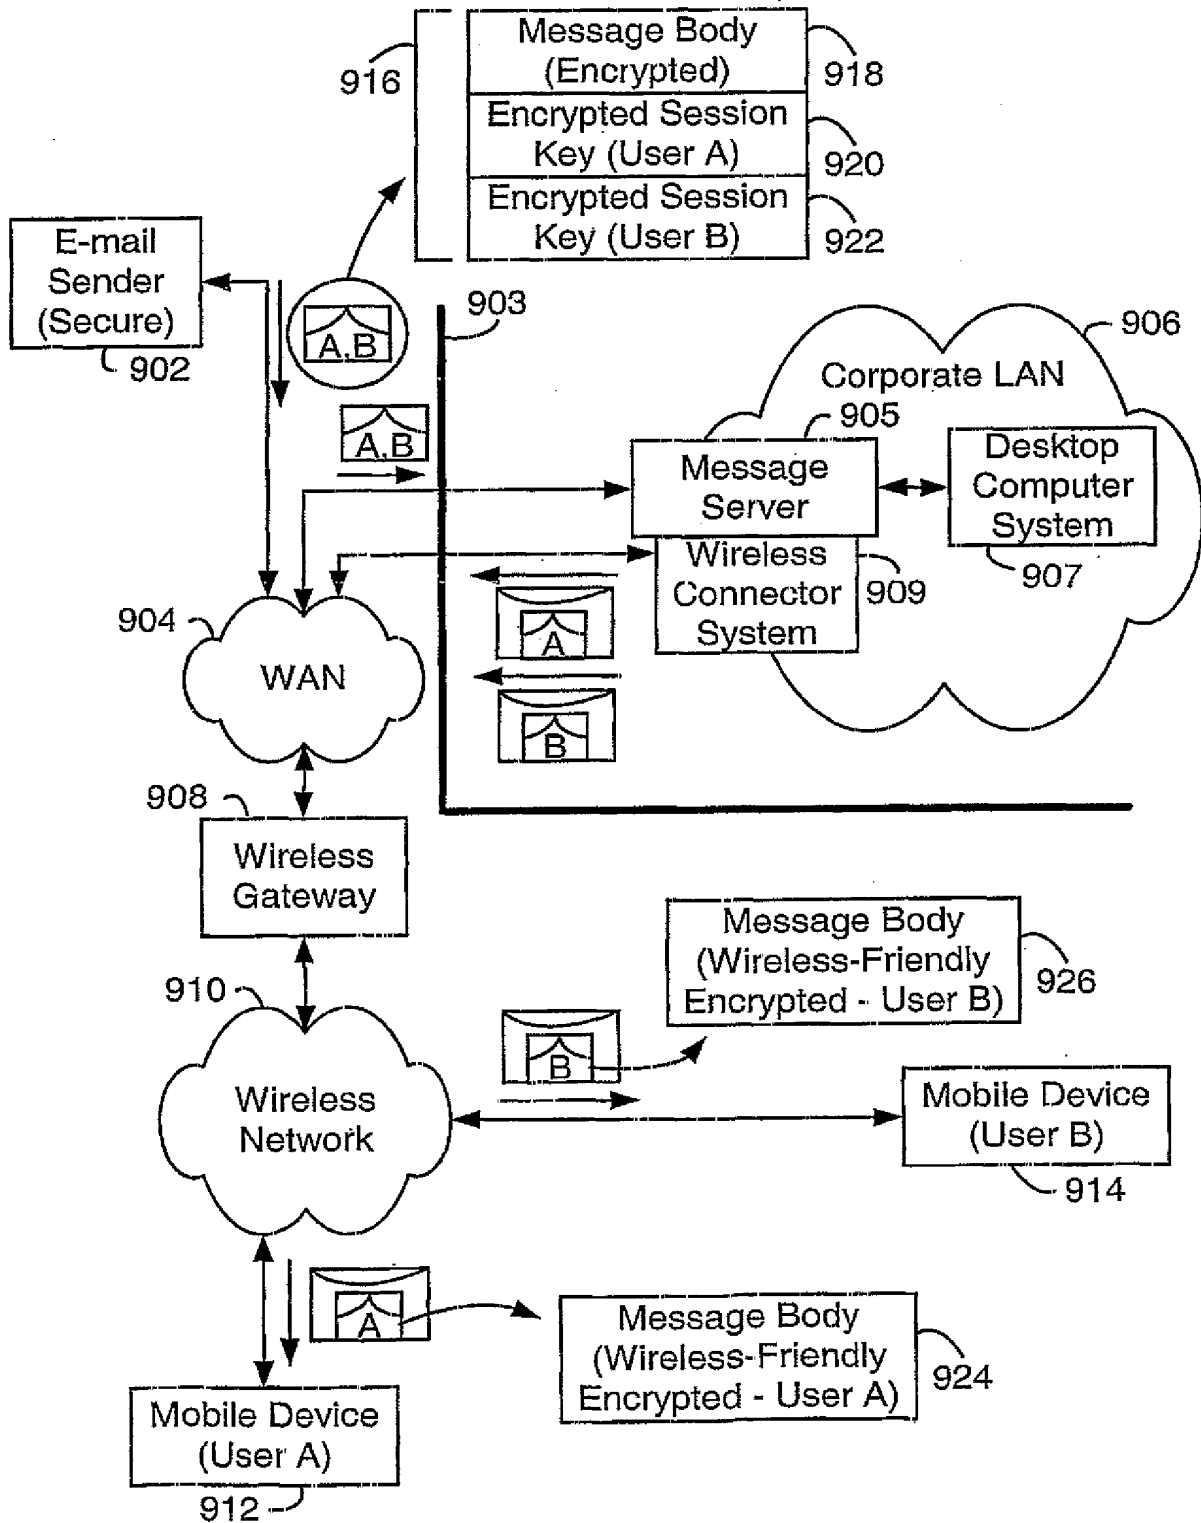 Message Body
(Encrypted)
916
918
Encrypted Session
Key (User A)
920
Encrypted Session
Key (User B)
922
E-mail
Sender
(Secure)
902
A,B
903
906
Corporate LAN
905
A,B
Message
Server
Desktop
Computer
System
907
Wireless
Connector
System
909
904
WAN
A
B
908
Wireless
Gateway
Message Body
(Wireless-Friendly
Encrypted - User B)
926
910
B
Wireless
Network
Mobile Device
(User B)
914
A
Message Body
(Wireless-Friendly
Encrypted - User A)
924
Mobile Device
(User A)
912